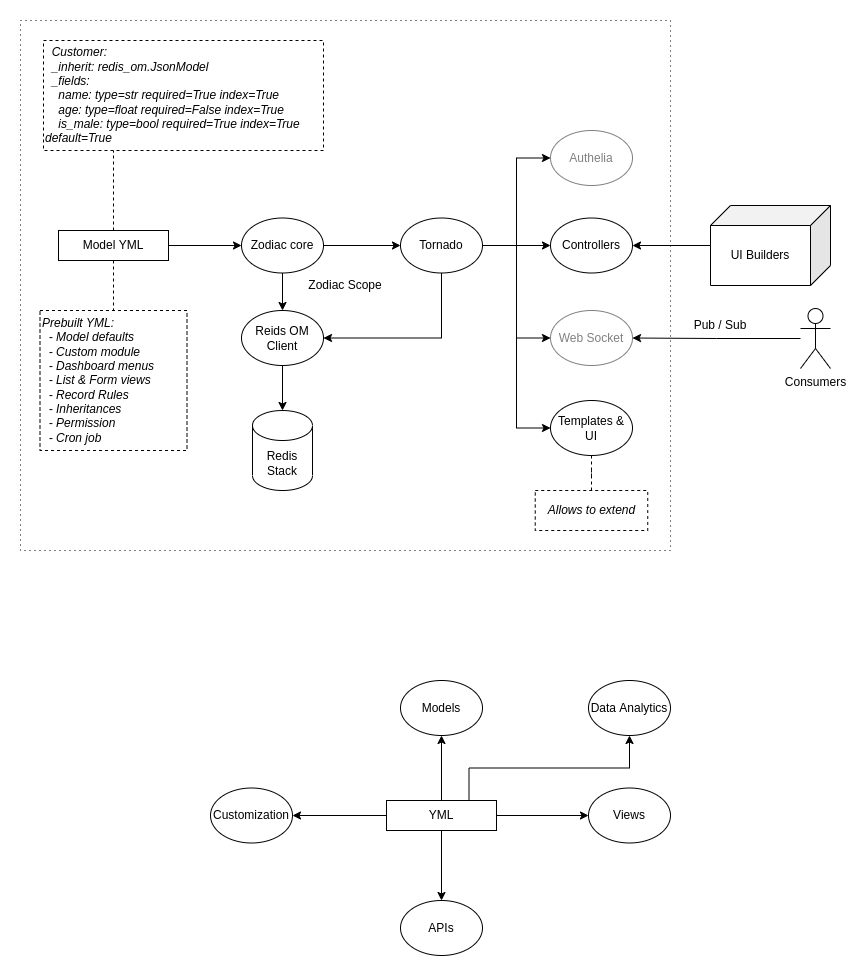 Customer:
_inherit: redis_om.JsonModel
_fields:
name: type=str required=True index=True
age: type=float required=False index=True
is_male: type=bool required=True index=True
default=True
Authelia
Model YML
Zodiac core
Tornado
Controllers
UI Builders
Zodiac Scope
Prebuilt YML:
- Model defaults
- Custom module
- Dashboard menus
- List & Form views
- Record Rules
- Inheritances
- Permission
- Cron job
Reids OM
Client
Web Socket
Pub / Sub
Consumers
Templates &
UI
Redis
Stack
Allows to extend
Models
Data Analytics
Customization
YML
Views
APIs